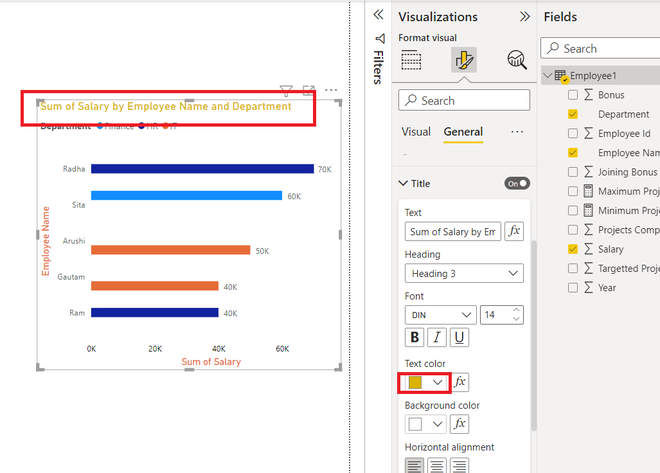 Visualizations
Fields
Format visual
Filters
Search
Search
Employee1
Bonus
Department
Employee Id
Employee Nam
Joining Bonus
Maximum Proj
Minimum Proj
Projects Comp
Salary
Targetted Proje
Year
Visual
General
Title
On
Text
Sum of Salary by Em
fx
Heading
Heading 3
Font
DIN
14
B
I
U
Text color
fx
Background color
fx
Horizontal alignment
Sum of Salary by Employee Name and Department
Department Finance HR IT
Employee Name
Radha 70K
Sita 60K
Arushi 50K
Gautam 40K
Ram 40K
0K 20K 40K 60K
Sum of Salary